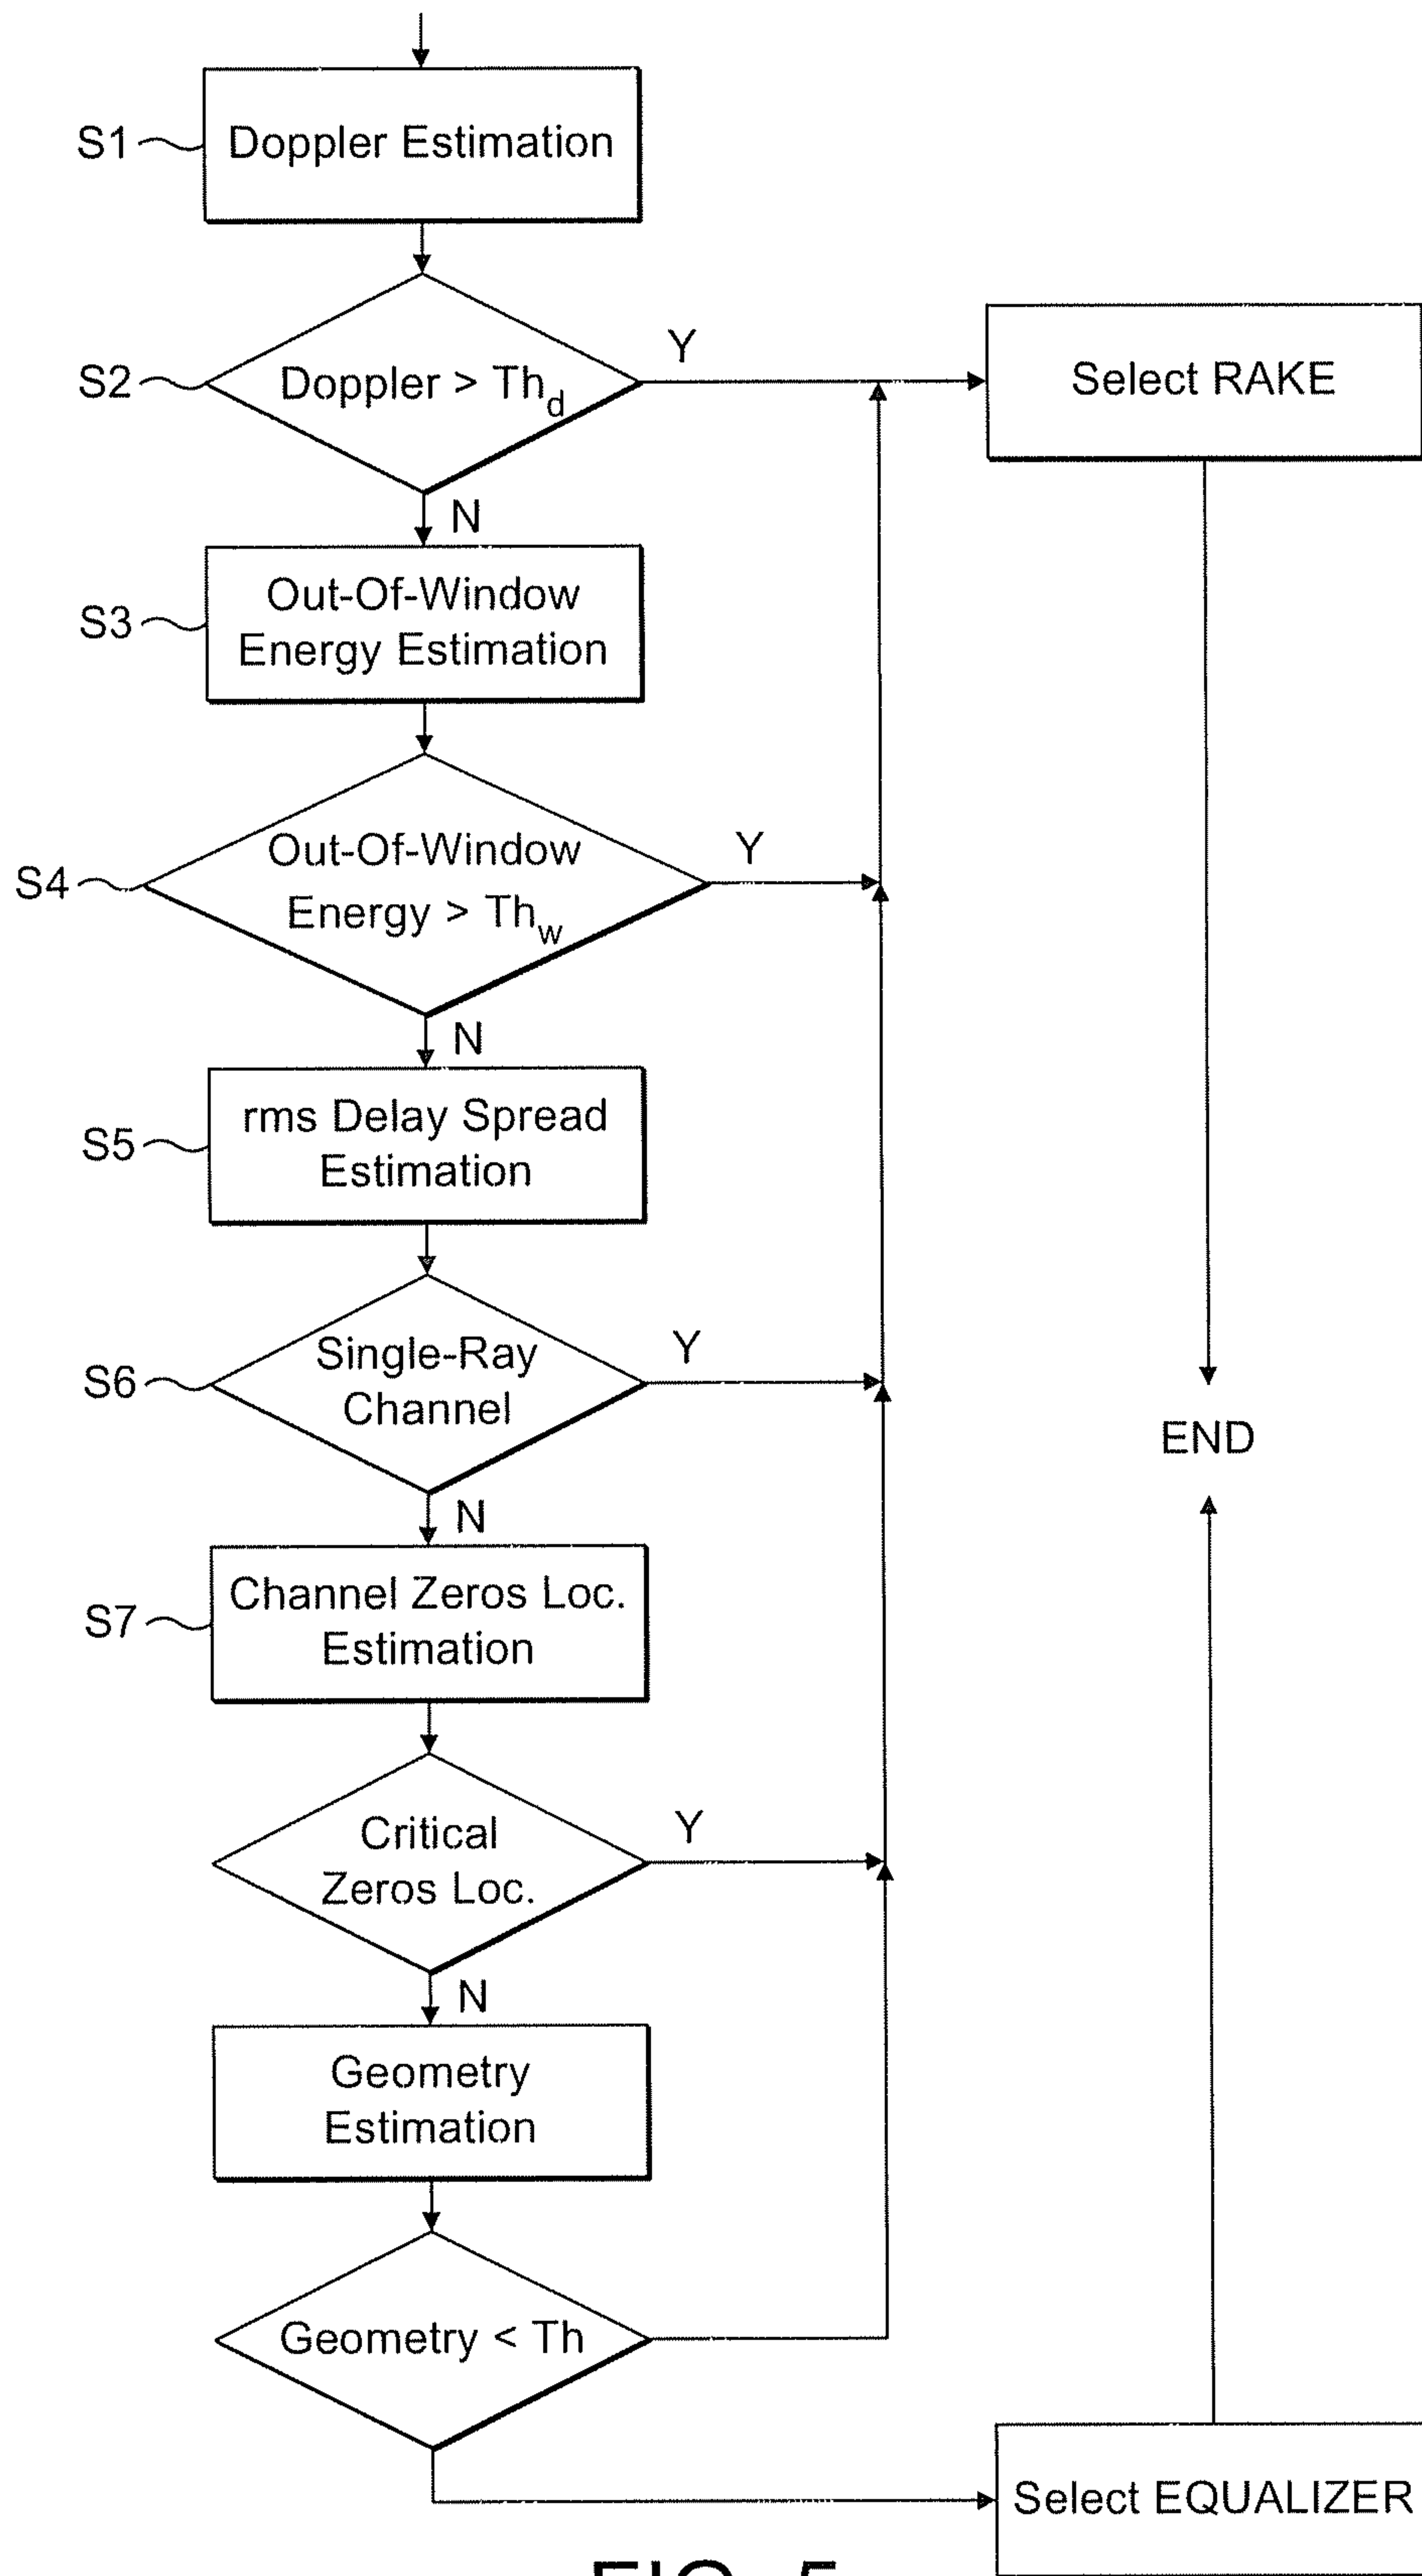 S1
Doppler Estimation
S2
Doppler > Th_d
Y
Select RAKE
N
S3
Out-Of-Window
Energy Estimation
S4
Out-Of-Window
Energy > Th_w
Y
N
S5
rms Delay Spread
Estimation
S6
Single-Ray
Channel
Y
END
N
S7
Channel Zeros Loc.
Estimation
Critical
Zeros Loc.
Y
N
Geometry
Estimation
Geometry < Th
Select EQUALIZER
FIG. 5